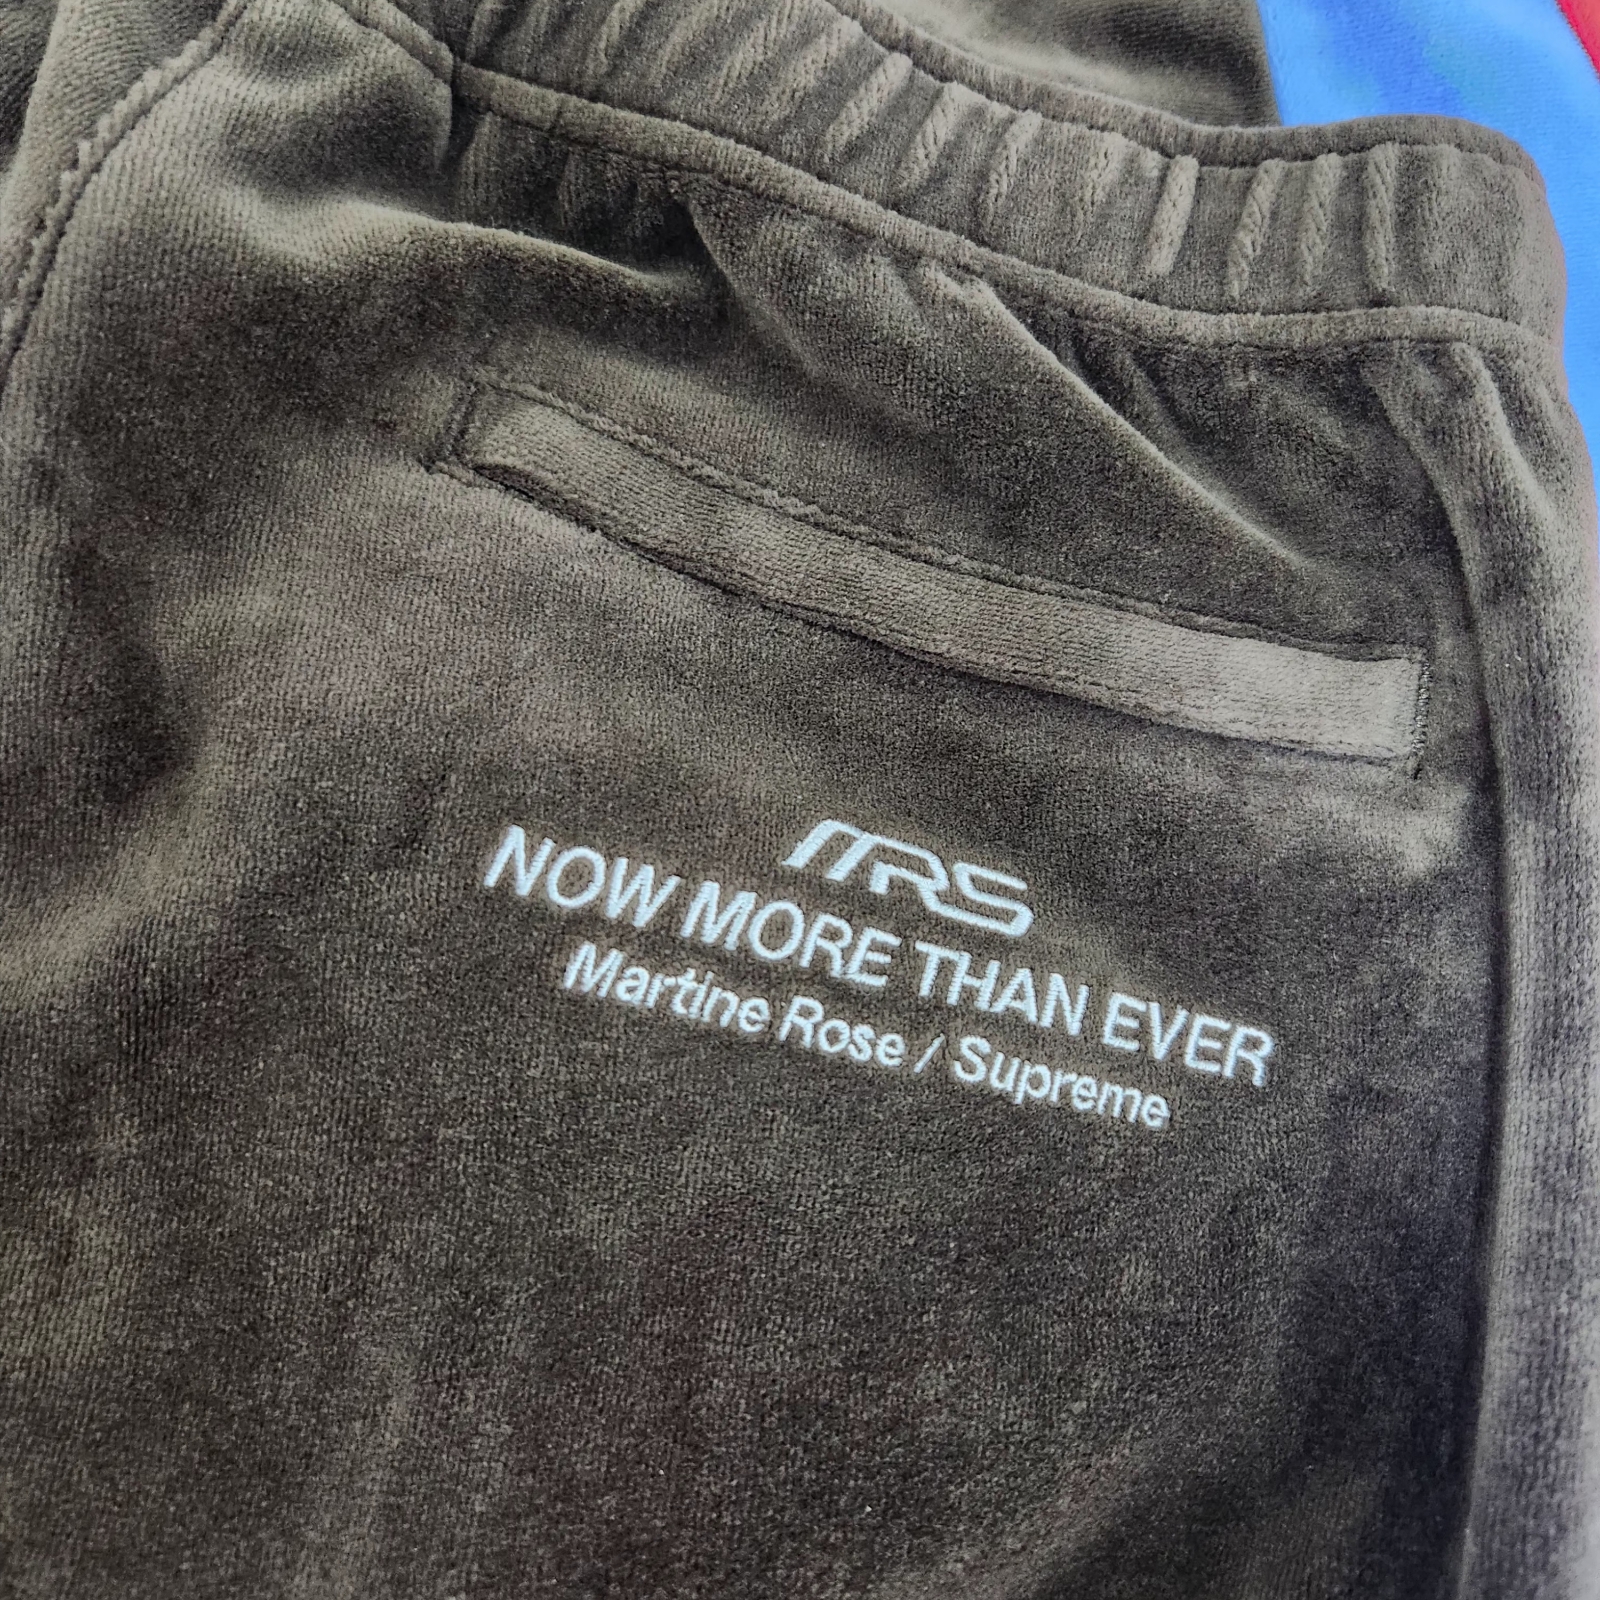 MRS
NOW MORE THAN EVER
Martine Rose / Supreme